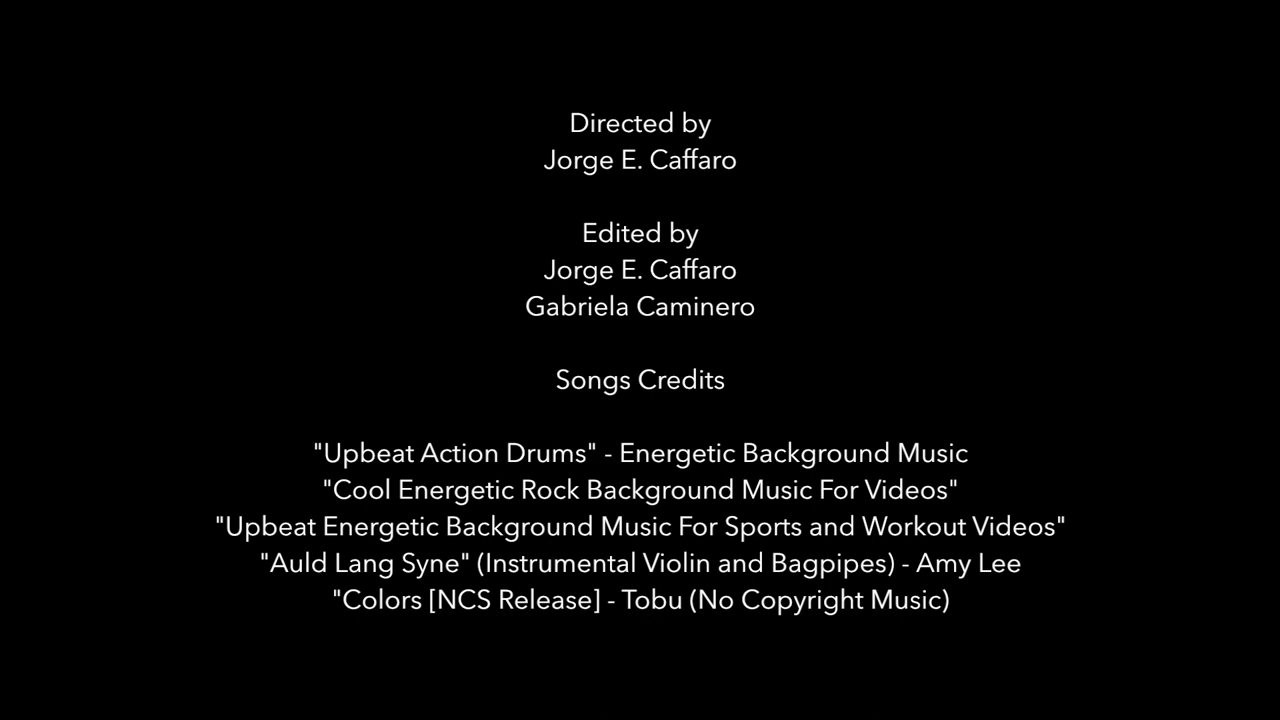 Directed by
Jorge E. Caffaro
Edited by
Jorge E. Caffaro
Gabriela Caminero
Songs Credits
"Upbeat Action Drums" - Energetic Background Music
"Cool Energetic Rock Background Music For Videos"
"Upbeat Energetic Background Music For Sports and Workout Videos"
"Auld Lang Syne" (Instrumental Violin and Bagpipes) - Amy Lee
"Colors [NCS Release] - Tobu (No Copyright Music)